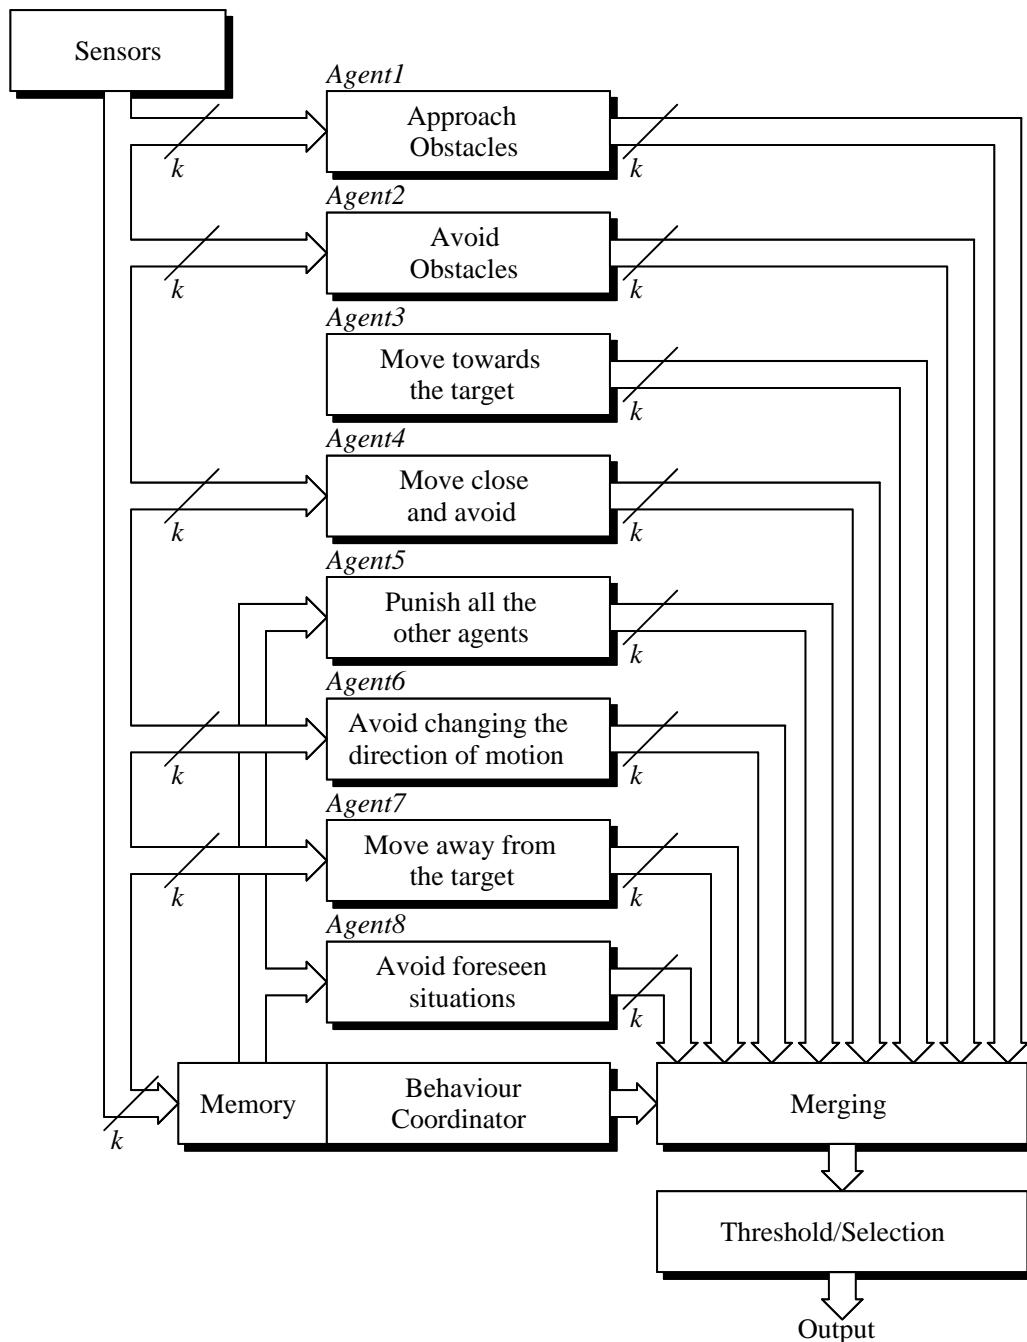 Sensors
Agent1
Approach
Obstacles
k
k
Agent2
Avoid
Obstacles
k
k
Agent3
Move towards
the target
k
Agent4
Move close
and avoid
k
k
Agent5
Punish all the
other agents
k
Agent6
Avoid changing the
direction of motion
k
k
Agent7
Move away from
the target
k
k
Agent8
Avoid foreseen
situations
k
Memory
Behaviour
Coordinator
Merging
k
Threshold/Selection
Output